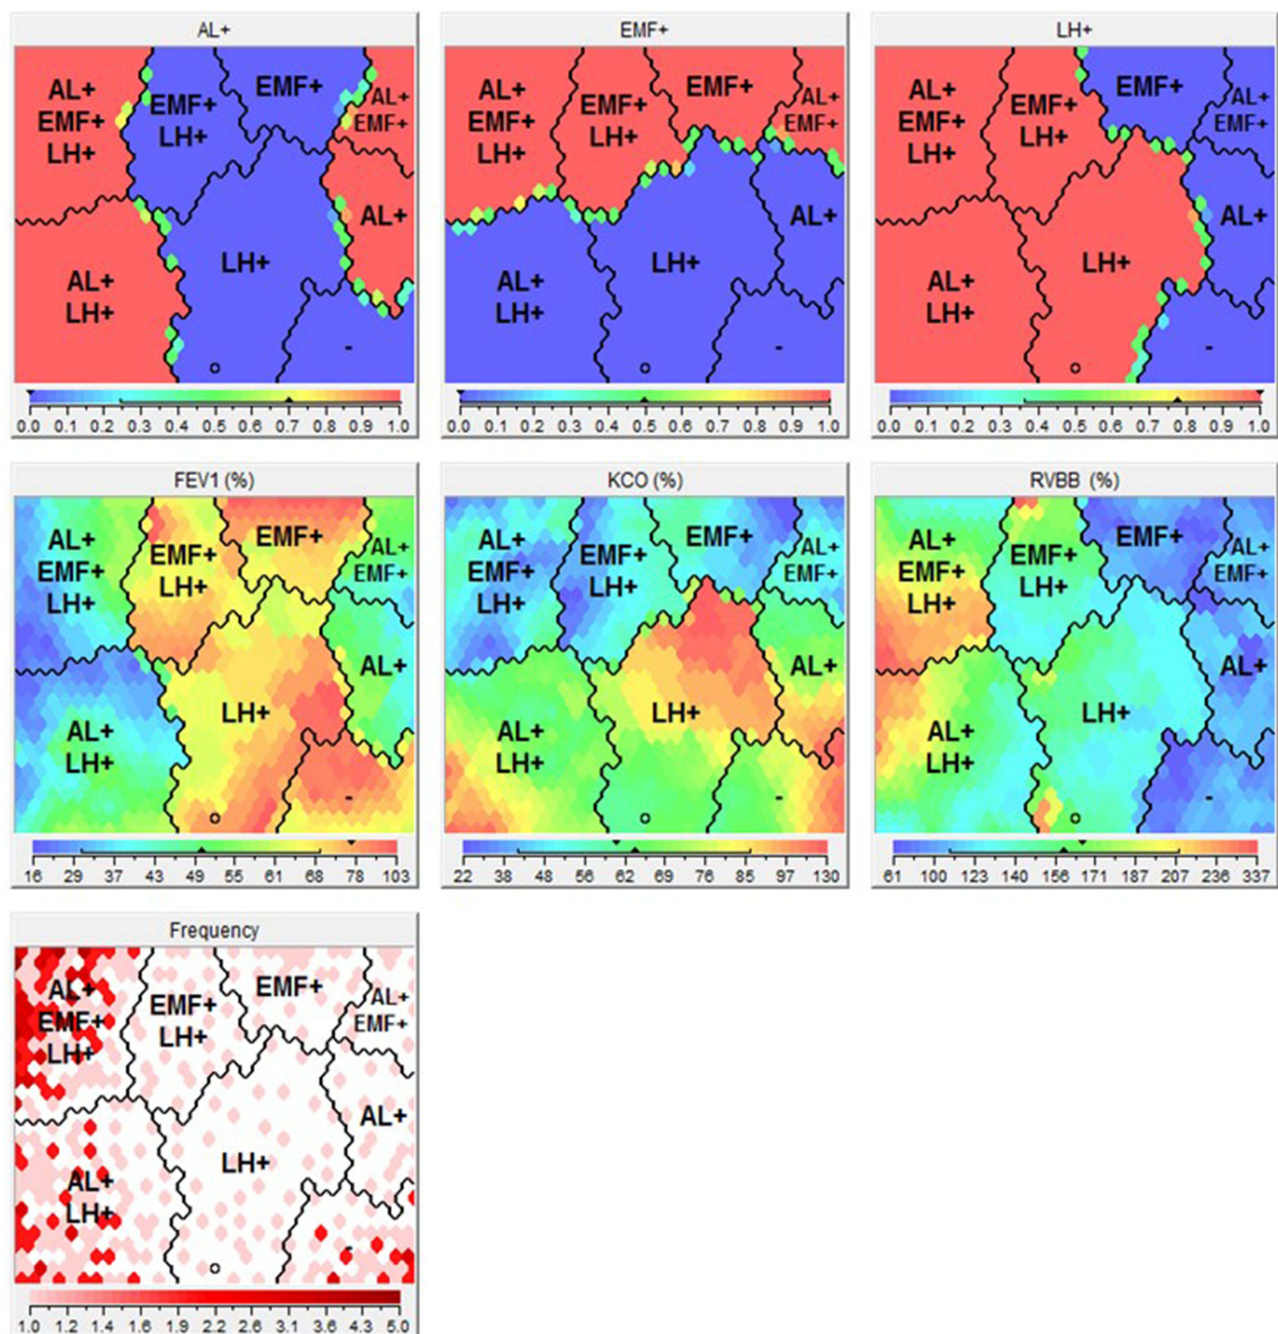 AL+
AL+
EMF+
LH+
EMF+
LH+
EMF+
AL+
EMF+
AL+
LH+
AL+
LH+
-
0.0 0.1 0.2 0.3 0.4 0.5 0.6 0.7 0.8 0.9 1.0
EMF+
AL+
EMF+
LH+
EMF+
LH+
EMF+
AL+
EMF+
AL+
LH+
AL+
LH+
-
0.0 0.1 0.2 0.3 0.4 0.5 0.6 0.7 0.8 0.9 1.0
LH+
AL+
EMF+
LH+
EMF+
LH+
EMF+
AL+
EMF+
AL+
LH+
AL+
LH+
-
0.0 0.1 0.2 0.3 0.4 0.5 0.6 0.7 0.8 0.9 1.0
FEV1 (%)
AL+
EMF+
LH+
EMF+
LH+
EMF+
AL+
EMF+
AL+
LH+
AL+
LH+
-
16 29 37 43 49 55 61 68 78 103
KCO (%)
AL+
EMF+
LH+
EMF+
LH+
EMF+
AL+
EMF+
AL+
LH+
AL+
LH+
-
22 38 48 56 62 69 76 85 97 130
RVBB (%)
AL+
EMF+
LH+
EMF+
LH+
EMF+
AL+
EMF+
AL+
LH+
AL+
LH+
-
61 100 123 140 156 171 187 207 236 337
Frequency
AL+
EMF+
LH+
EMF+
LH+
EMF+
AL+
EMF+
AL+
LH+
AL+
LH+
-
1.0 1.2 1.4 1.6 1.9 2.2 2.6 3.1 3.6 4.3 5.0